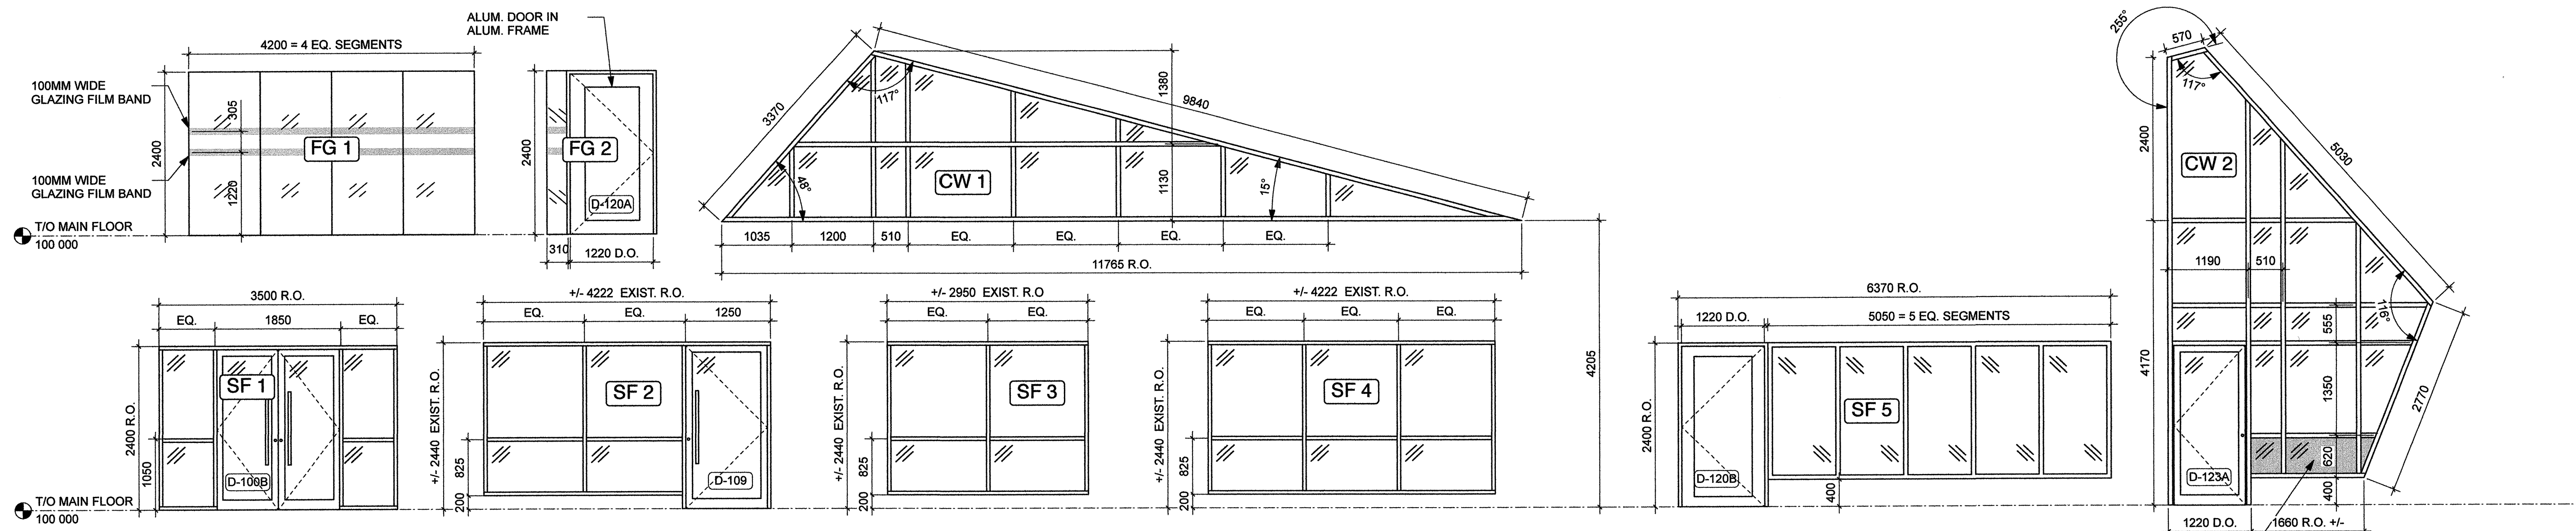 4200 = 4 EQ. SEGMENTS
100MM WIDE
GLAZING FILM BAND
305
2400
FG 1
100MM WIDE
GLAZING FILM BAND
1220
T/O MAIN FLOOR
100 000
ALUM. DOOR IN
ALUM. FRAME
2400
FG 2
D-120A
310
1220 D.O.
3370
117°
1380
9840
48°
CW 1
1130
15°
1035
1200
510
EQ.
EQ.
EQ.
EQ.
11765 R.O.
4205
255°
570
117°
2400
CW 2
5030
1190
510
116°
555
4170
1350
2770
620
D-123A
400
1220 D.O.
1660 R.O. +/-
3500 R.O.
EQ.
1850
EQ.
2400 R.O.
1050
SF 1
D-100B
T/O MAIN FLOOR
100 000
+/- 4222 EXIST. R.O.
EQ.
EQ.
1250
+/- 2440 EXIST. R.O.
825
200
SF 2
D-109
+/- 2950 EXIST. R.O
EQ.
EQ.
+/- 2440 EXIST. R.O.
825
200
SF 3
+/- 4222 EXIST. R.O.
EQ.
EQ.
EQ.
+/- 2440 EXIST. R.O.
825
200
SF 4
6370 R.O.
1220 D.O.
5050 = 5 EQ. SEGMENTS
2400 R.O.
SF 5
D-120B
400